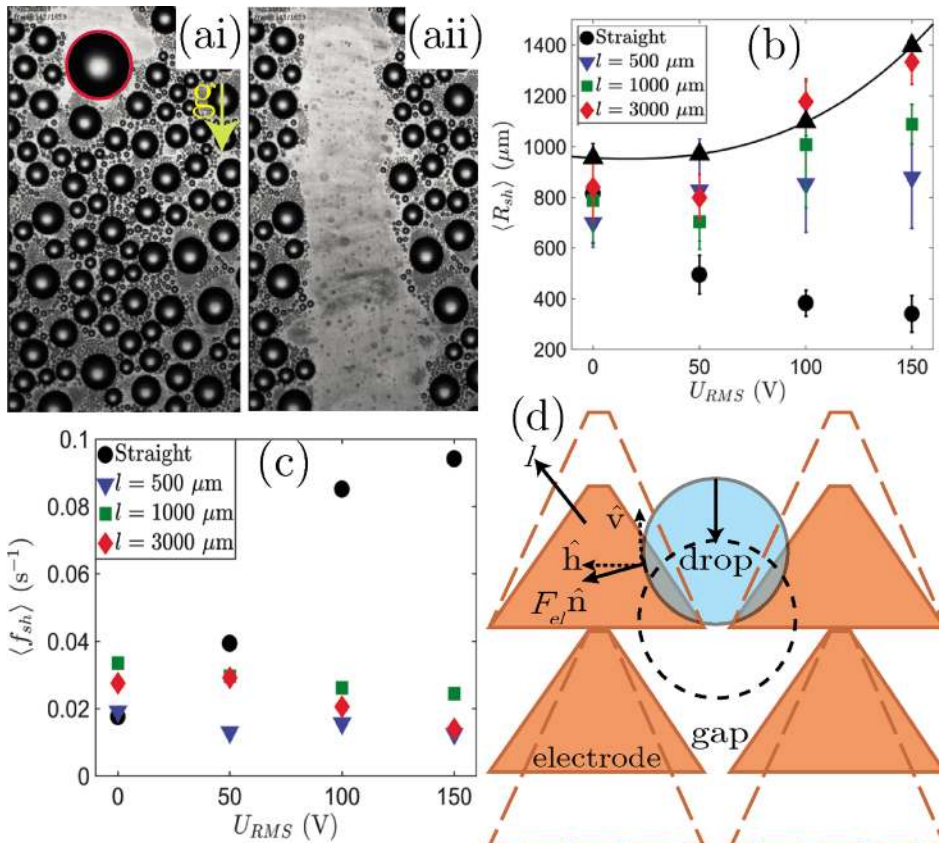 (ai)
g
(aii)
(b)
1400
1200
1000
800
600
400
200
⟨R_sh⟩ (μm)
Straight
l = 500 μm
l = 1000 μm
l = 3000 μm
0
50
100
150
U_RMS (V)
(c)
0.1
0.08
0.06
0.04
0.02
0
⟨f_sh⟩ (s⁻¹)
Straight
l = 500 μm
l = 1000 μm
l = 3000 μm
0
50
100
150
U_RMS (V)
(d)
l
v̂
drop
ĥ
F_el n̂
gap
electrode